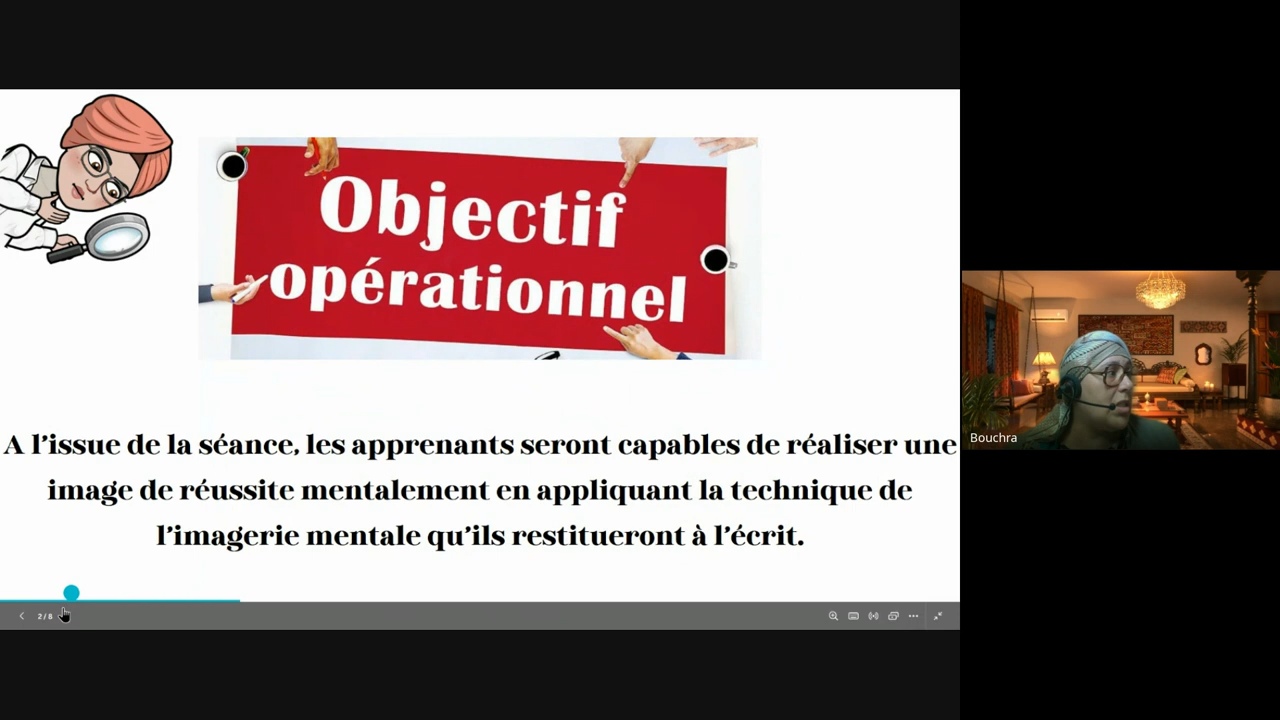 Objectif
opérationnel
A l'issue de la séance, les apprenants seront capables de réaliser une
image de réussite mentalement en appliquant la technique de
l'imagerie mentale qu'ils restitueront à l'écrit.
2 / 8
Bouchra